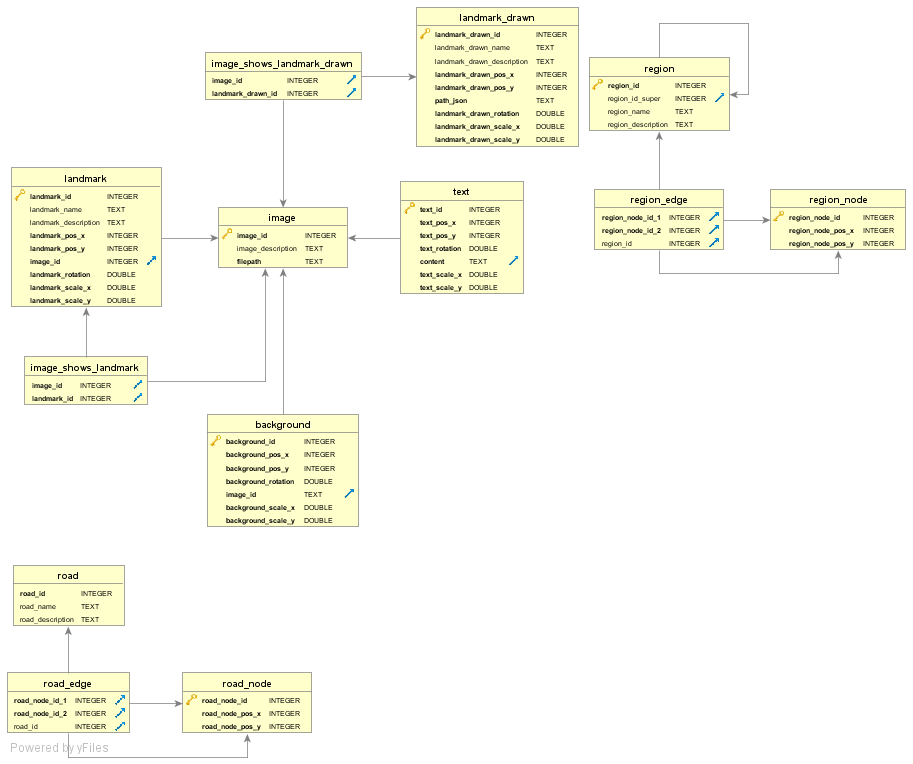 landmark_drawn
landmark_drawn_id INTEGER
landmark_drawn_name TEXT
landmark_drawn_description TEXT
landmark_drawn_pos_x INTEGER
landmark_drawn_pos_y INTEGER
path_json TEXT
landmark_drawn_rotation DOUBLE
landmark_drawn_scale_x DOUBLE
landmark_drawn_scale_y DOUBLE
image_shows_landmark_drawn
image_id INTEGER
landmark_drawn_id INTEGER
region
region_id INTEGER
region_id_super INTEGER
region_name TEXT
region_description TEXT
landmark
landmark_id INTEGER
landmark_name TEXT
landmark_description TEXT
landmark_pos_x INTEGER
landmark_pos_y INTEGER
image_id INTEGER
landmark_rotation DOUBLE
landmark_scale_x DOUBLE
landmark_scale_y DOUBLE
image
image_id INTEGER
image_description TEXT
filepath TEXT
text
text_id INTEGER
text_pos_x INTEGER
text_pos_y INTEGER
text_rotation DOUBLE
content TEXT
text_scale_x DOUBLE
text_scale_y DOUBLE
region_edge
region_node_id_1 INTEGER
region_node_id_2 INTEGER
region_id INTEGER
region_node
region_node_id INTEGER
region_node_pos_x INTEGER
region_node_pos_y INTEGER
image_shows_landmark
image_id INTEGER
landmark_id INTEGER
background
background_id INTEGER
background_pos_x INTEGER
background_pos_y INTEGER
background_rotation DOUBLE
image_id TEXT
background_scale_x DOUBLE
background_scale_y DOUBLE
road
road_id INTEGER
road_name TEXT
road_description TEXT
road_edge
road_node_id_1 INTEGER
road_node_id_2 INTEGER
road_id INTEGER
road_node
road_node_id INTEGER
road_node_pos_x INTEGER
road_node_pos_y INTEGER
Powered by yFiles